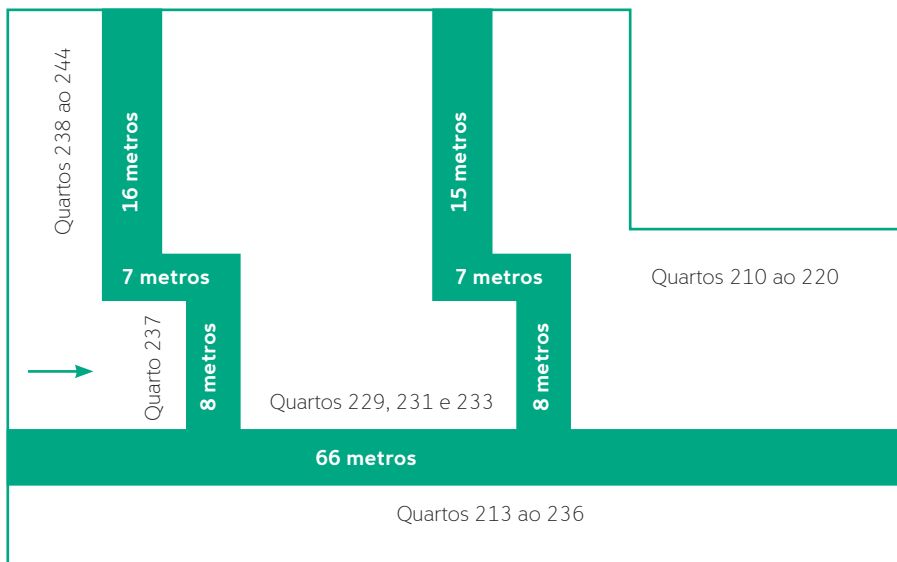 Quartos 238 ao 244
16 metros
15 metros
7 metros
7 metros
Quartos 210 ao 220
Quarto 237
8 metros
Quartos 229, 231 e 233
8 metros
66 metros
Quartos 213 ao 236